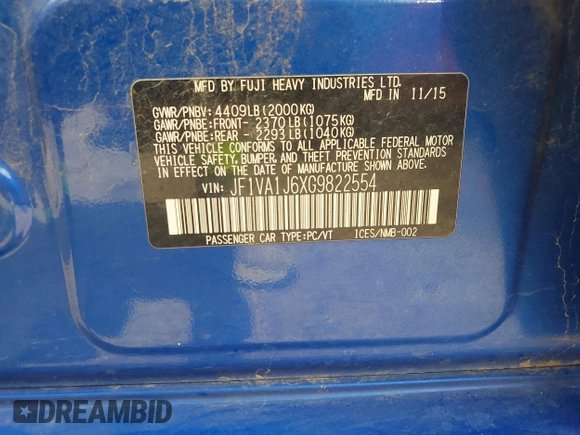 MFD BY FUJI HEAVY INDUSTRIES LTD.
MFD IN 11/15
GVWR/PNBV: 4409LB(2000KG)
GAWR/PNBE:FRONT- 2370LB(1075KG)
GAWR/PNBE:REAR - 2293LB(1040KG)
THIS VEHICLE CONFORMS TO ALL APPLICABLE FEDERAL MOTOR
VEHICLE SAFETY, BUMPER, AND THEFT PREVENTION STANDARDS
IN EFFECT ON THE DATE OF MANUFACTURE SHOWN ABOVE.
VIN: JF1VA1J6XG9822554
PASSENGER CAR TYPE:PC/VT ICES/NMB-002
DREAMBID